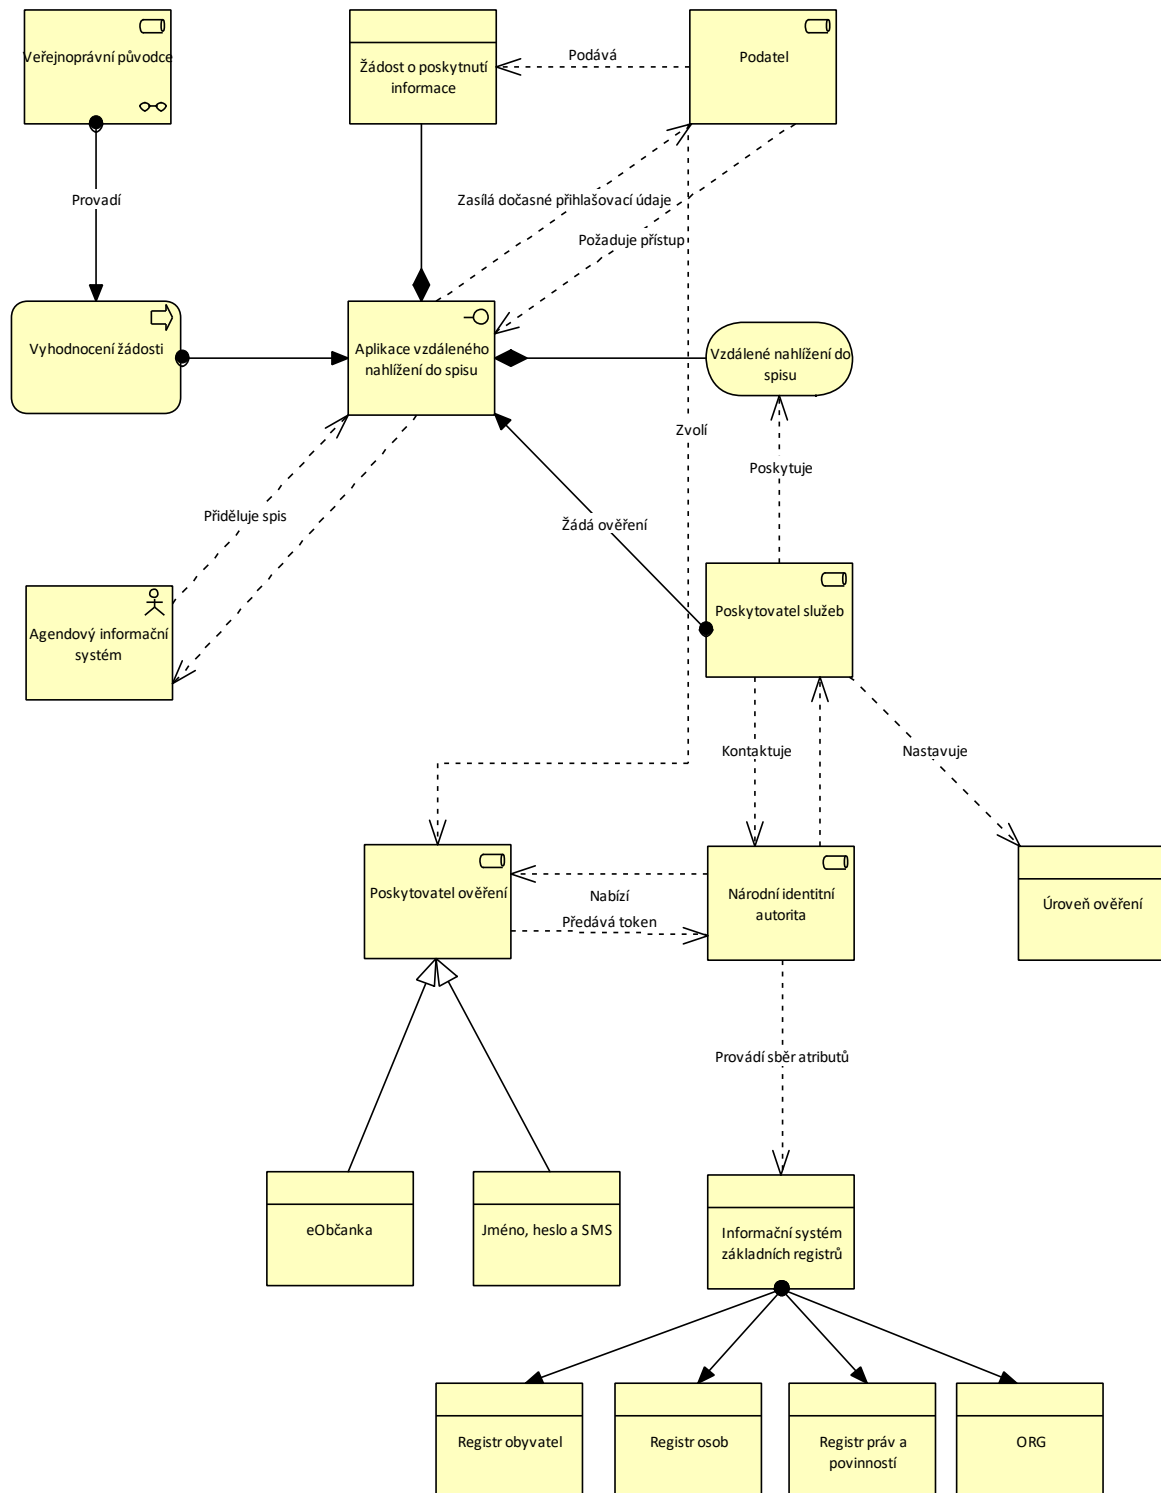 Veřejnoprávní původce
Žádost o poskytnutí
informace
Podává
Podatel
Provadí
Zasílá dočasné přihlašovací údaje
Požaduje přístup
Vyhodnocení žádosti
Aplikace vzdáleného
nahlížení do spisu
Vzdálené nahlížení do
spisu
Zvolí
Poskytuje
Přiděluje spis
Žádá ověření
Agendový informační
systém
Poskytovatel služeb
Kontaktuje
Nastavuje
Poskytovatel ověření
Nabízí
Předává token
Národní identitní
autorita
Úroveň ověření
Provádí sběr atributů
eObčanka
Jméno, heslo a SMS
Informační systém
základních registrů
Registr obyvatel
Registr osob
Registr práv a
povinností
ORG